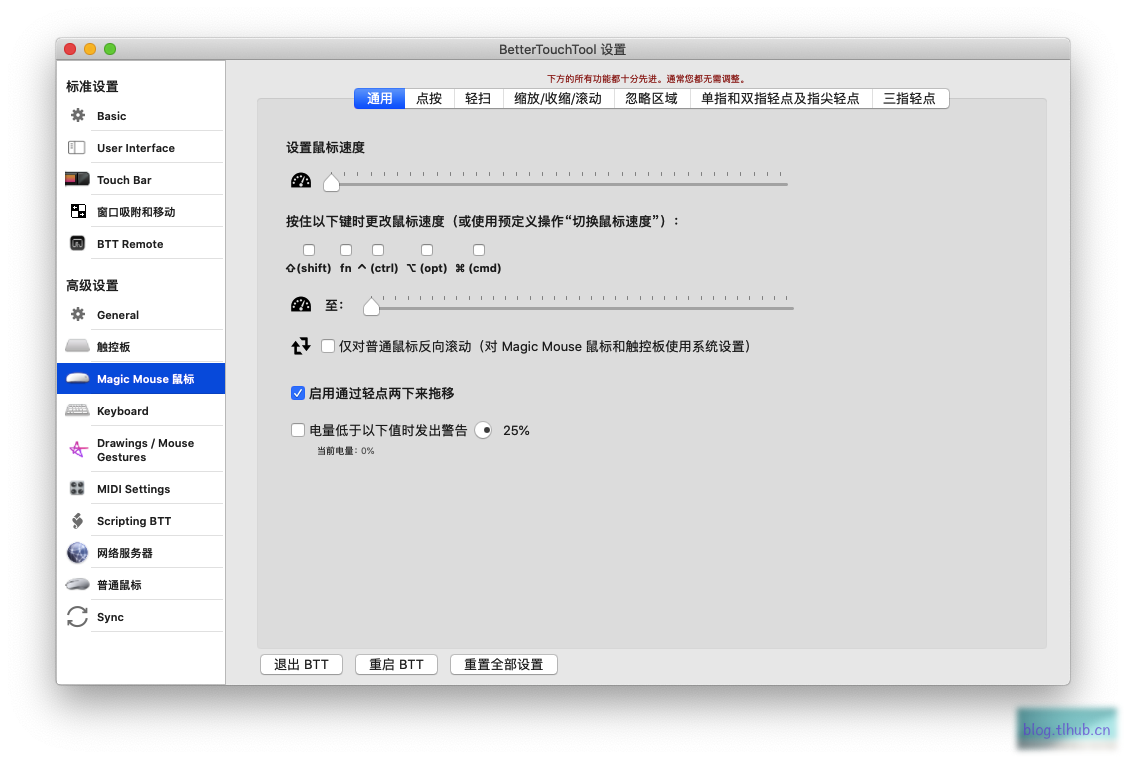 BetterTouchTool 设置
标准设置
Basic
User Interface
Touch Bar
窗口吸附和移动
BTT Remote
高级设置
General
触控板
Magic Mouse 鼠标
Keyboard
Drawings / Mouse
Gestures
MIDI Settings
Scripting BTT
网络服务器
普通鼠标
Sync
下方的所有功能都十分先进。通常您都无需调整。
通用 点按 轻扫 缩放/收缩/滚动 忽略区域 单指和双指轻点及指尖轻点 三指轻点
设置鼠标速度
按住以下键时更改鼠标速度（或使用预定义操作“切换鼠标速度”）:
⇧(shift) fn ^ (ctrl) ⌥ (opt) ⌘ (cmd)
至:
仅对普通鼠标反向滚动（对 Magic Mouse 鼠标和触控板使用系统设置）
启用通过轻点两下来拖移
电量低于以下值时发出警告 25%
当前电量: 0%
退出 BTT 重启 BTT 重置全部设置
blog.tlhub.cn